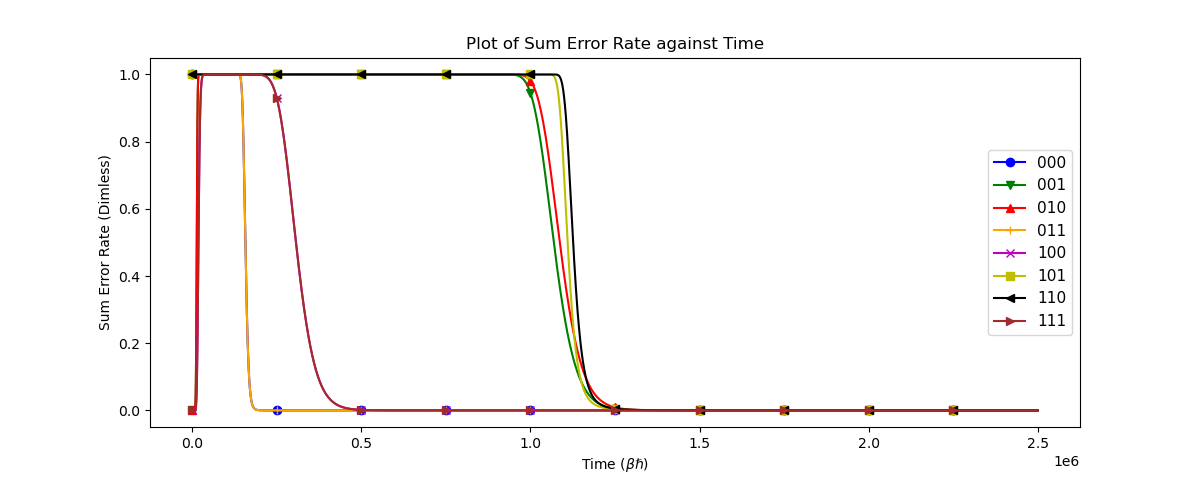 Plot of Sum Error Rate against Time
Sum Error Rate (Dimless)
1.0
0.8
0.6
0.4
0.2
0.0
000
001
010
011
100
101
110
111
0.0 0.5 1.0 1.5 2.0 2.5
1e6
Time (βℏ)